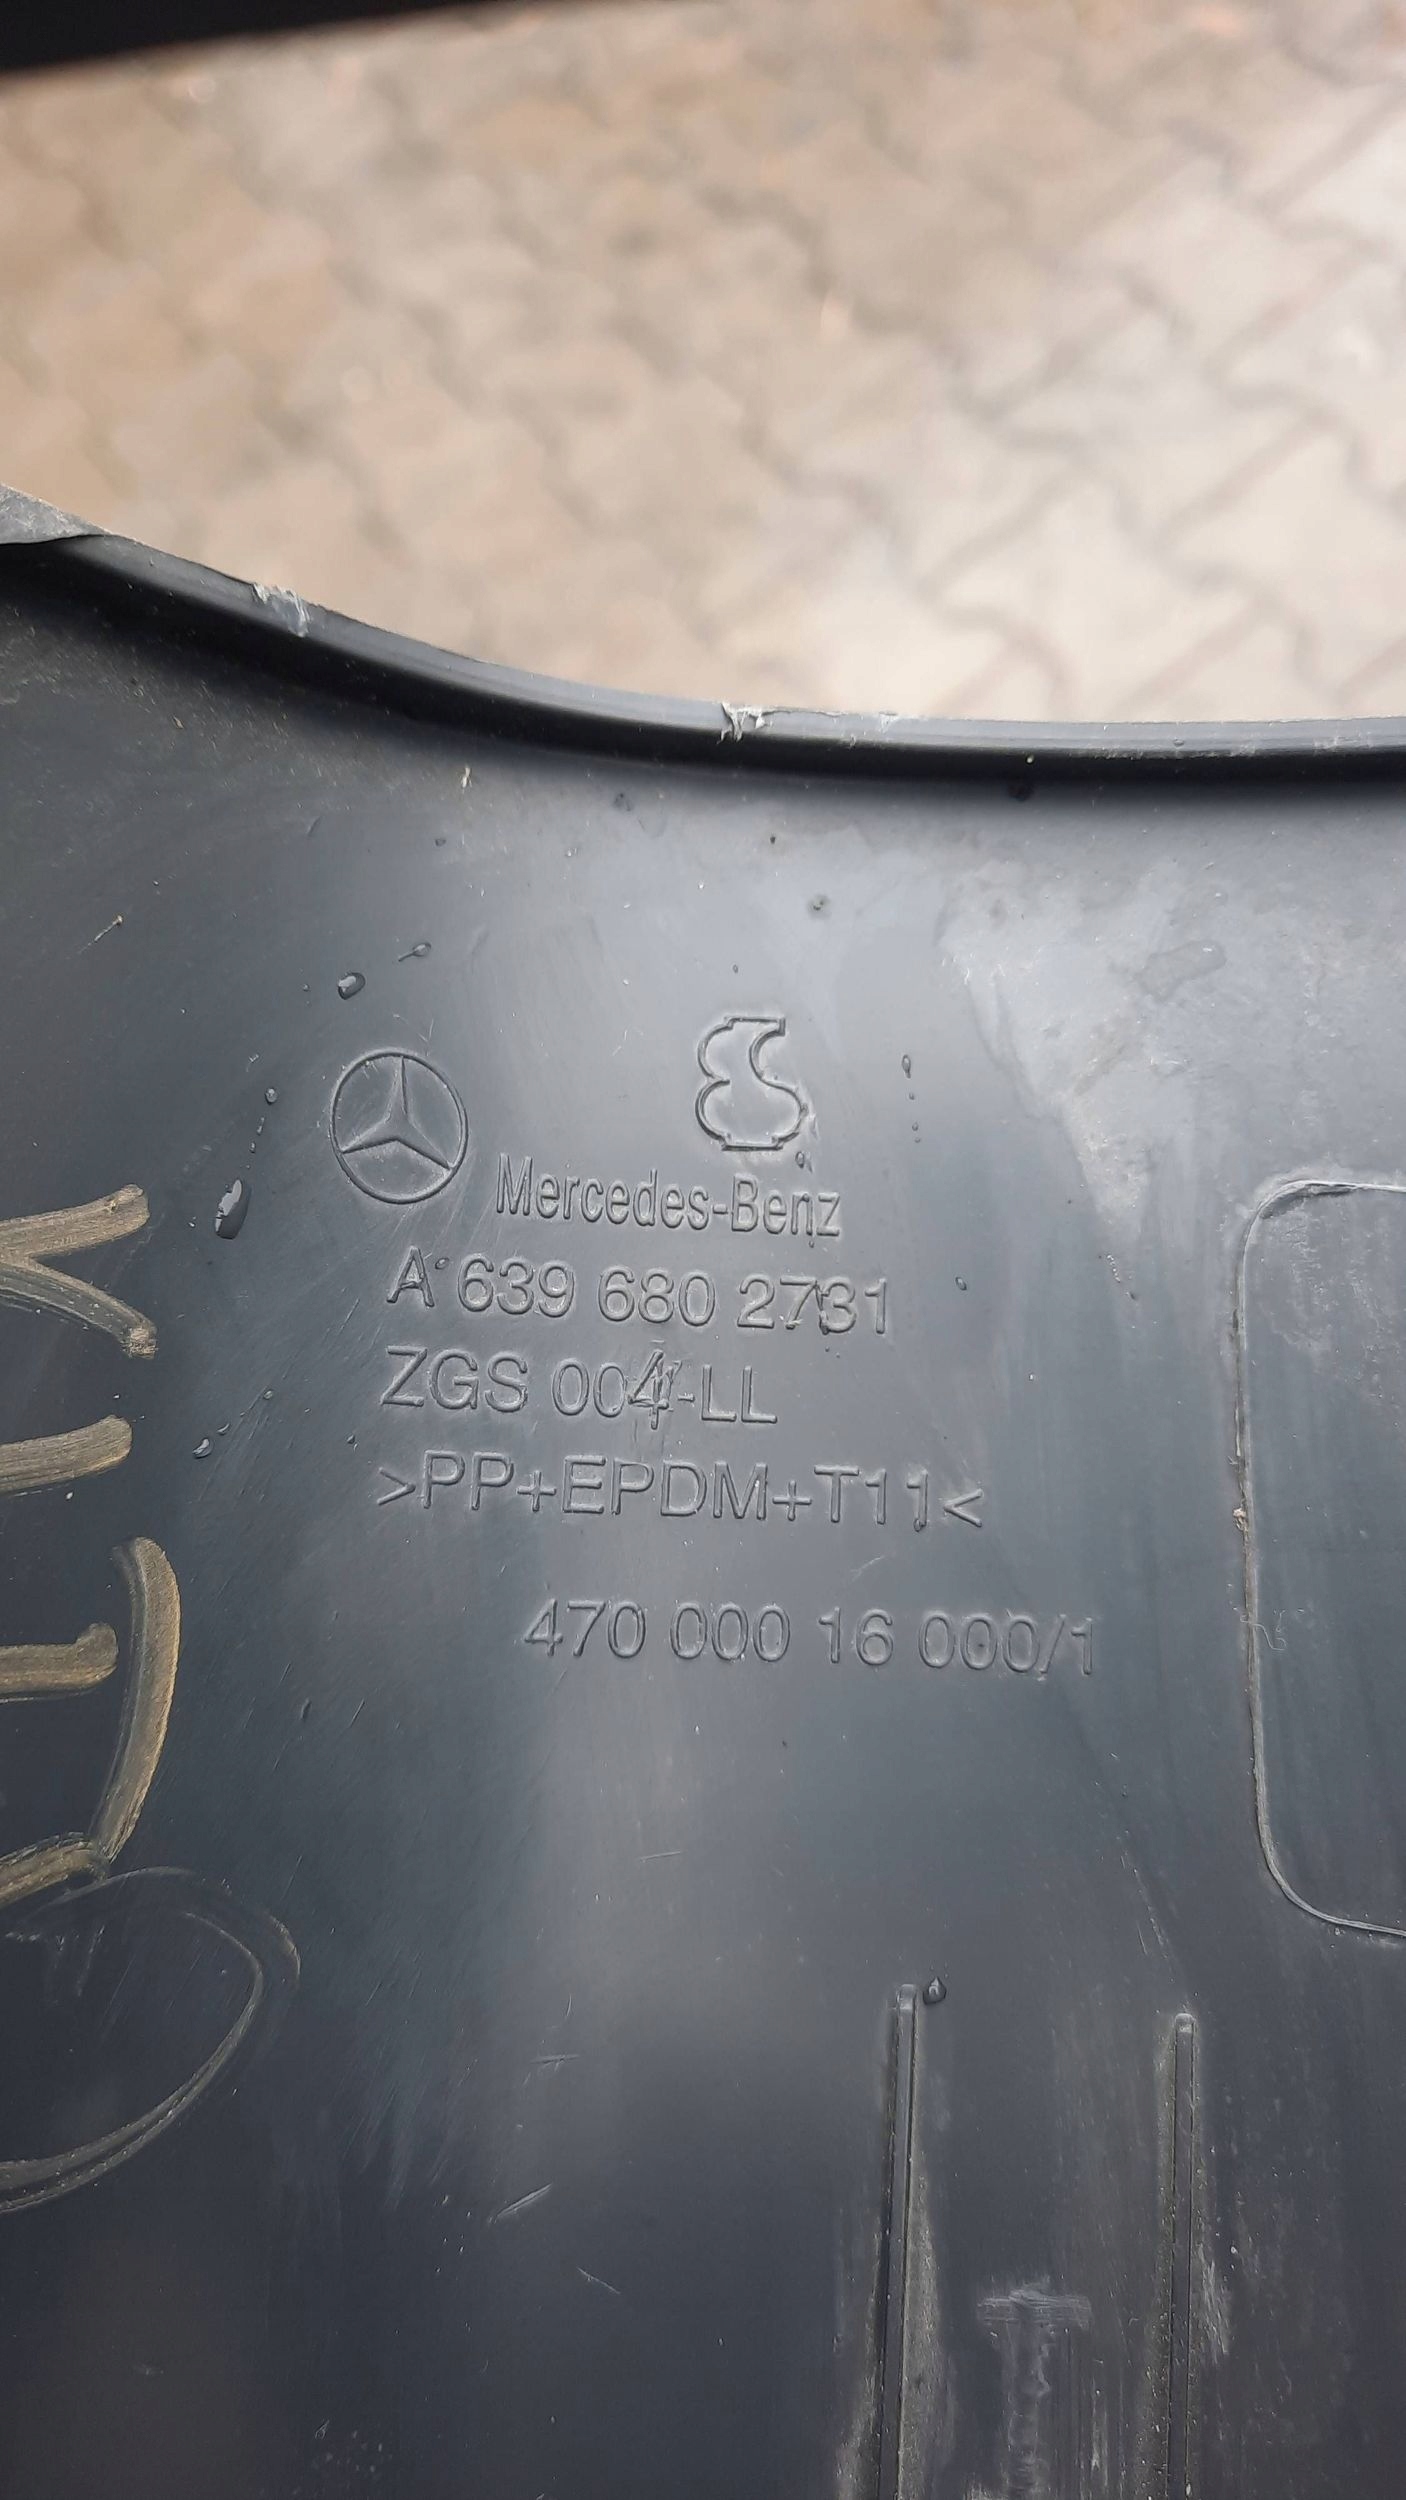 Mercedes-Benz
A 639 680 2731
ZGS 004-LL
>PP+EPDM+T11<
470 000 16 000/1